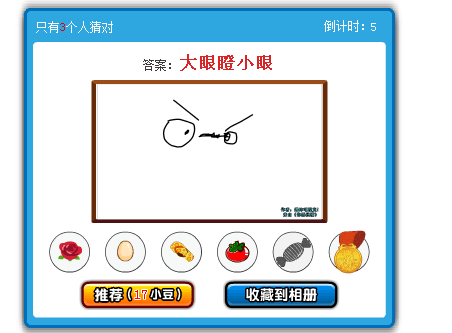 只有3个人猜对
倒计时：5
答案：大眼瞪小眼
推荐（17小豆）
收藏到相册